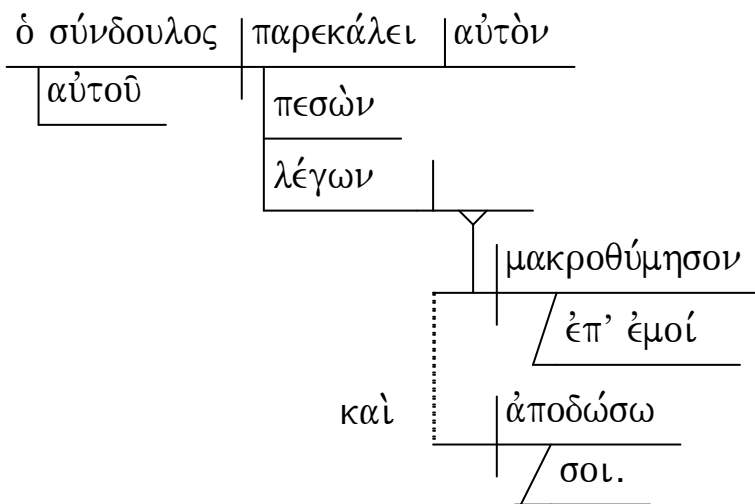 ὁ σύνδουλος παρεκάλει αὐτὸν
αὐτοῦ
πεσὼν
λέγων
μακροθύμησον
ἐπ’ ἐμοί
καὶ ἀποδώσω
σοι.